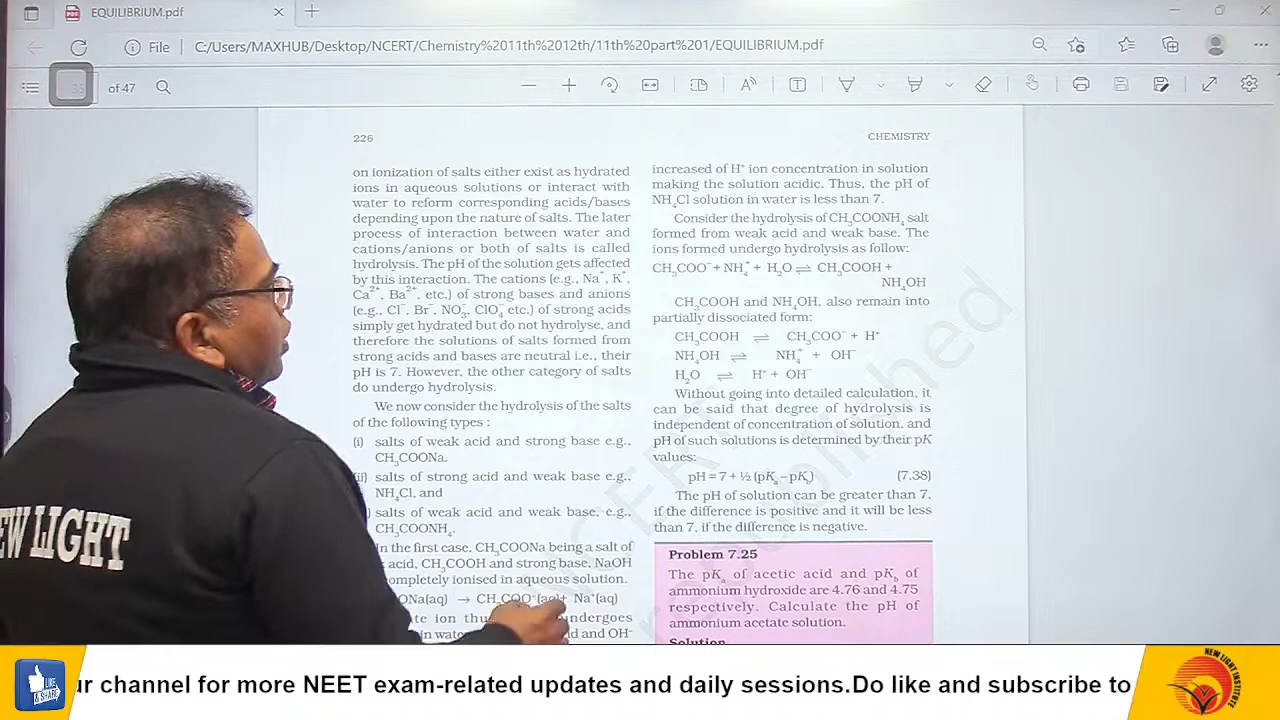 EQUILIBRIUM.pdf
File
C:/Users/MAXHUB/Desktop/NCERT/Chemistry%2011th%2012th/11th%20part%201/EQUILIBRIUM.pdf
35 of 47
226
CHEMISTRY
on ionization of salts either exist as hydrated
ions in aqueous solutions or interact with
water to reform corresponding acids/bases
depending upon the nature of salts. The later
process of interaction between water and
cations/anions or both of salts is called
hydrolysis. The pH of the solution gets affected
by this interaction. The cations (e.g., Na⁺, K⁺,
Ca²⁺, Ba²⁺, etc.) of strong bases and anions
(e.g., Cl⁻, Br⁻, NO₃⁻, ClO₄⁻ etc.) of strong acids
simply get hydrated but do not hydrolyse, and
therefore the solutions of salts formed from
strong acids and bases are neutral i.e., their
pH is 7. However, the other category of salts
do undergo hydrolysis.
We now consider the hydrolysis of the salts
of the following types :
(i) salts of weak acid and strong base e.g.,
CH₃COONa.
(ii) salts of strong acid and weak base e.g.,
NH₄Cl, and
salts of weak acid and weak base, e.g.,
CH₃COONH₄.
In the first case, CH₃COONa being a salt of
acid, CH₃COOH and strong base, NaOH
completely ionised in aqueous solution.
ONa(aq) → CH₃COO⁻(aq)+ Na⁺(aq)
undergoes
in and OH⁻
increased of H⁺ ion concentration in solution
making the solution acidic. Thus, the pH of
NH₄Cl solution in water is less than 7.
Consider the hydrolysis of CH₃COONH₄ salt
formed from weak acid and weak base. The
ions formed undergo hydrolysis as follow:
CH₃COO⁻ + NH₄⁺ + H₂O ⇌ CH₃COOH +
NH₄OH
CH₃COOH and NH₄OH, also remain into
partially dissociated form:
CH₃COOH ⇌ CH₃COO⁻ + H⁺
NH₄OH ⇌ NH₄⁺ + OH⁻
H₂O ⇌ H⁺ + OH⁻
Without going into detailed calculation, it
can be said that degree of hydrolysis is
independent of concentration of solution, and
pH of such solutions is determined by their pK
values:
pH = 7 + ½ (pKₐ – pK_b) (7.38)
The pH of solution can be greater than 7,
if the difference is positive and it will be less
than 7, if the difference is negative.
Problem 7.25
The pKₐ of acetic acid and pK_b of
ammonium hydroxide are 4.76 and 4.75
respectively. Calculate the pH of
ammonium acetate solution.
Solution
EW LIGHT
LIKE
& SHARE
ur channel for more NEET exam-related updates and daily sessions.Do like and subscribe to
NEW LIGHT INSTITUTE